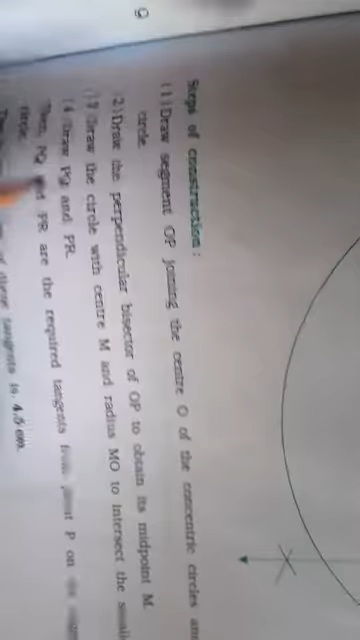 Steps of construction :
(1) Draw segment OP joining the centre O of the concentric circles
circle.
(2) Draw the perpendicular bisector of OP to obtain its midpoint M.
(3) Draw the circle with centre M and radius MO to intersect the
(4) Draw PQ and PR.
Then, PQ and PR are the required tangents from point P on
circle.
of these tangents is 4.5 cm.